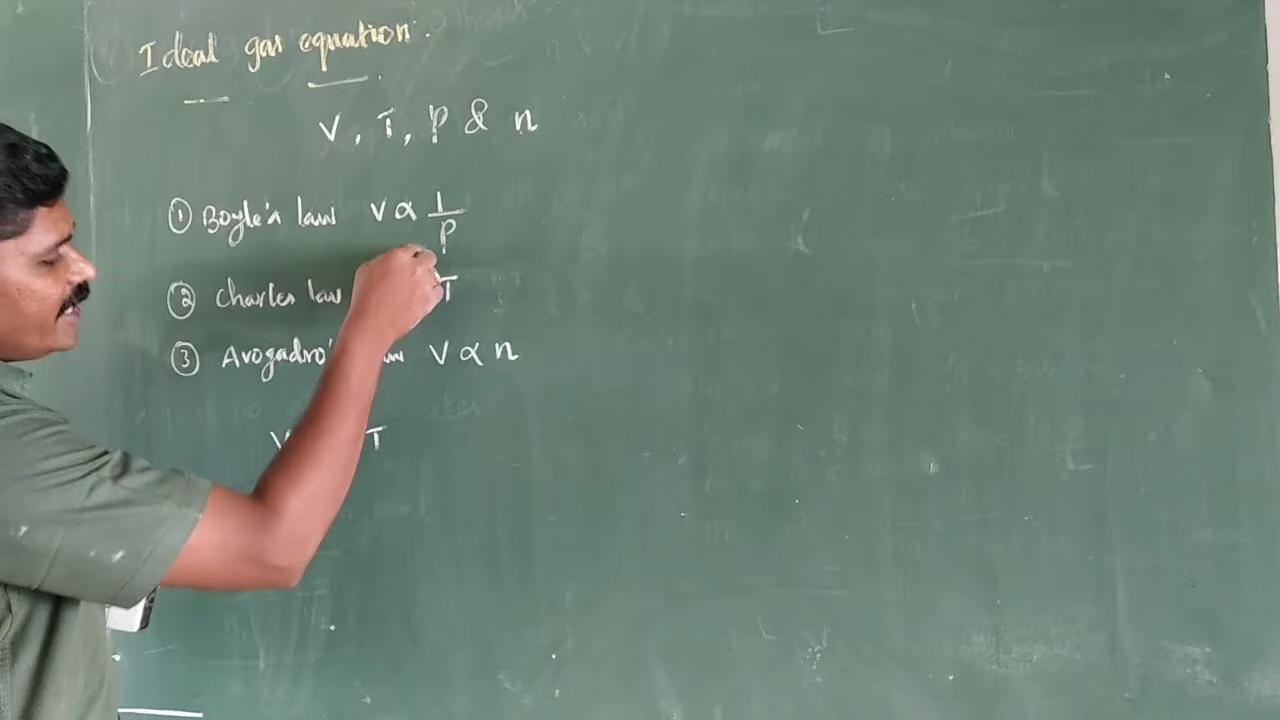 Ideal gas equation.
V, T, P & n
① Boyle's law V ∝ 1/P
② Charles law T
③ Avogadro' V ∝ n
V T